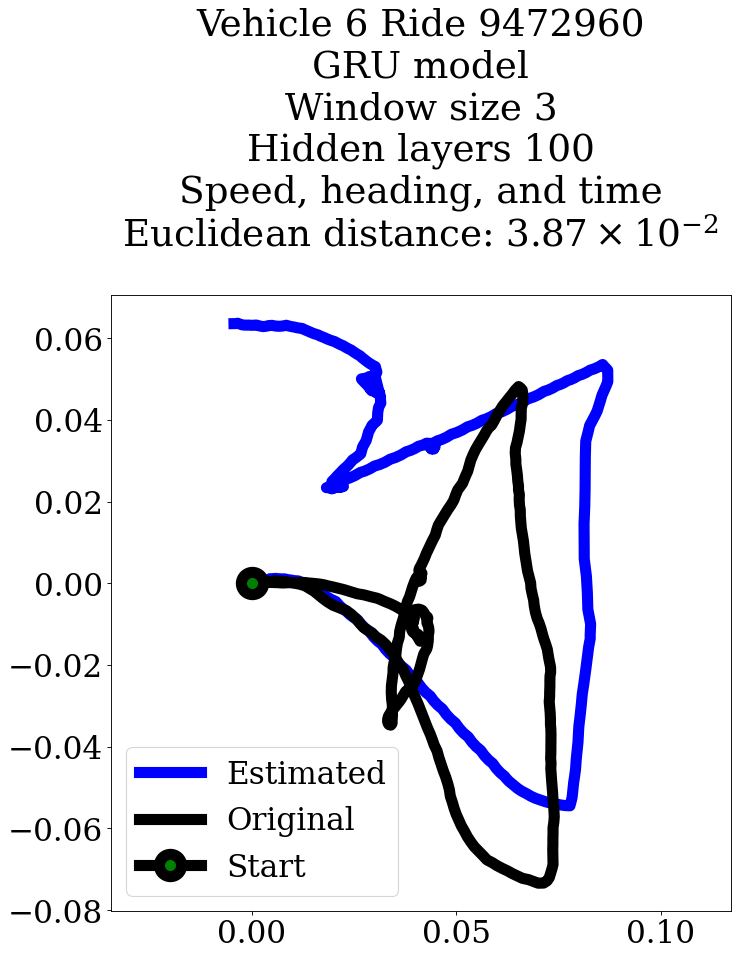 Vehicle 6 Ride 9472960
GRU model
Window size 3
Hidden layers 100
Speed, heading, and time
Euclidean distance: 3.87 × 10⁻²
0.06
0.04
0.02
0.00
−0.02
−0.04
−0.06
−0.08
Estimated
Original
Start
0.00 0.05 0.10